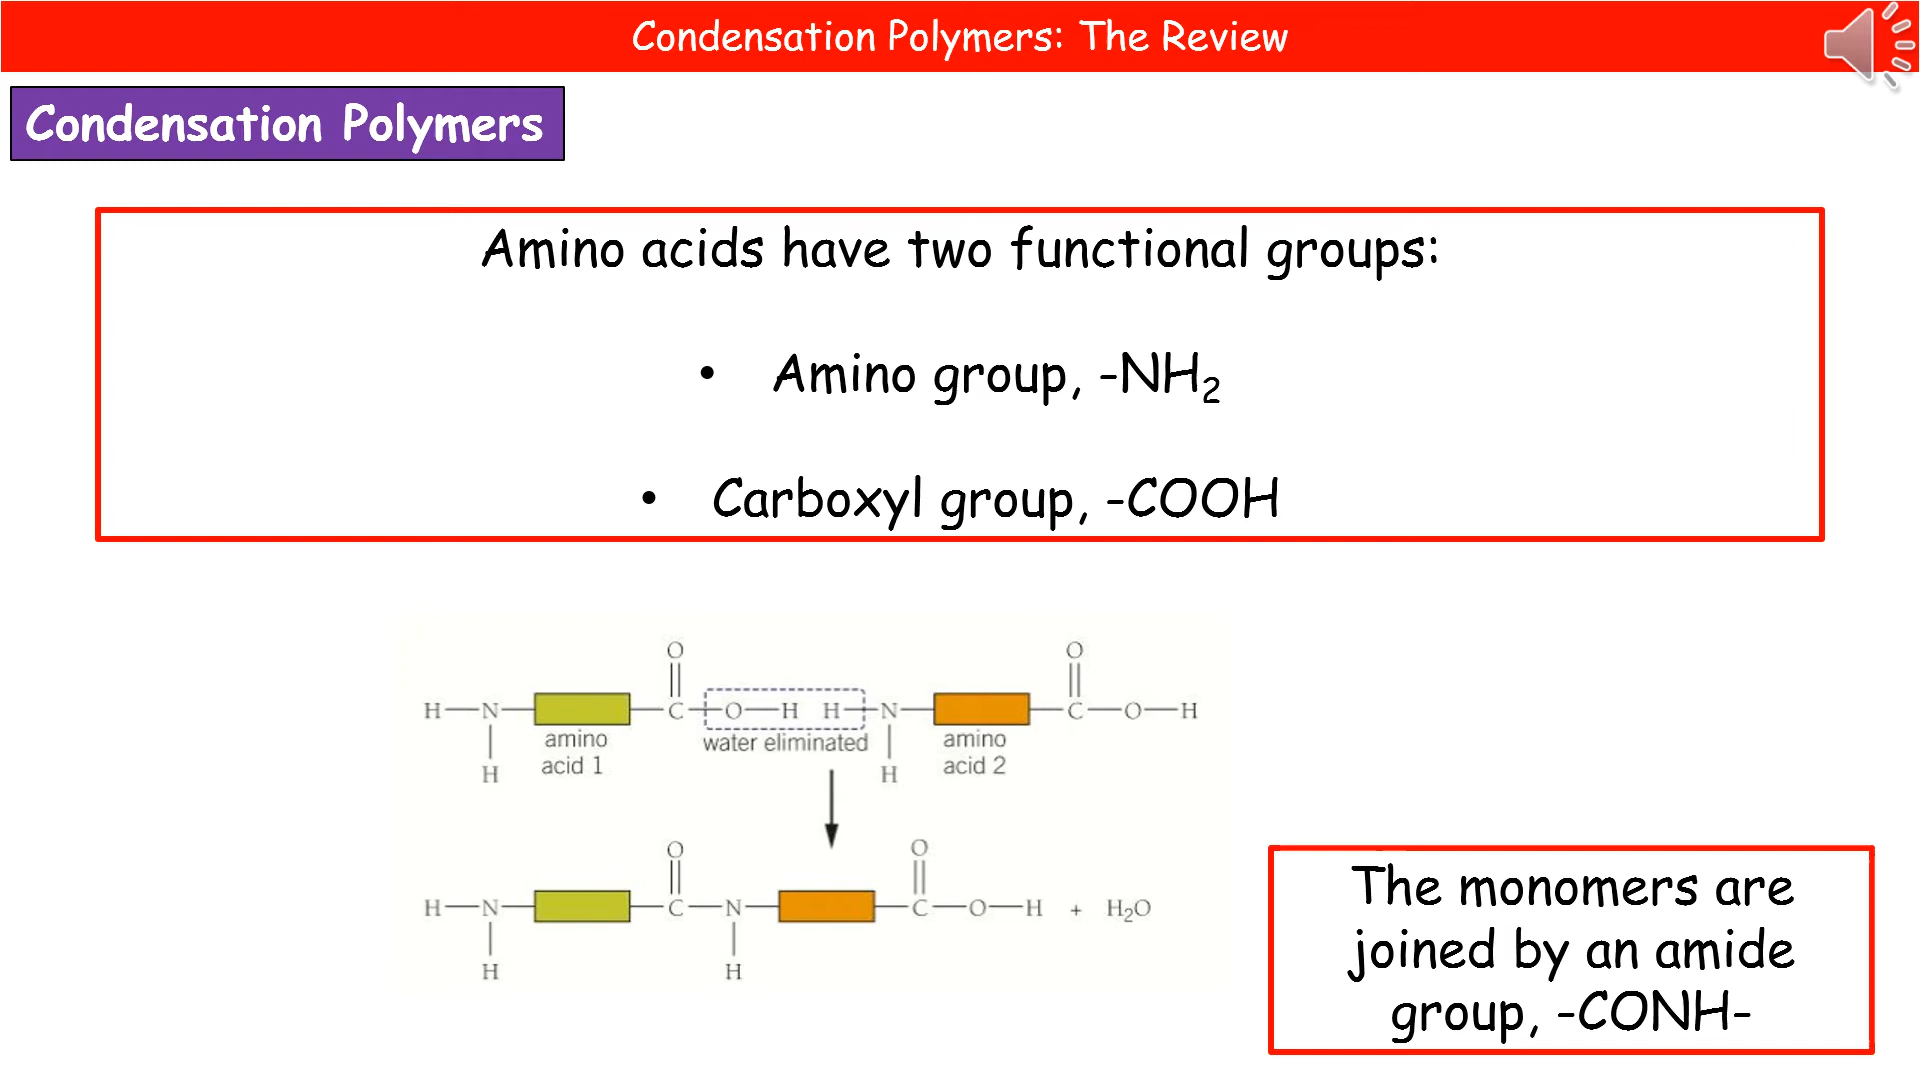 Condensation Polymers: The Review
Condensation Polymers
Amino acids have two functional groups:
• Amino group, -NH₂
• Carboxyl group, -COOH
O O
H N C O H H N C O H
amino water eliminated amino
acid 1 acid 2
H H
O O
H N C N C O H + H₂O
H H
The monomers are
joined by an amide
group, -CONH-